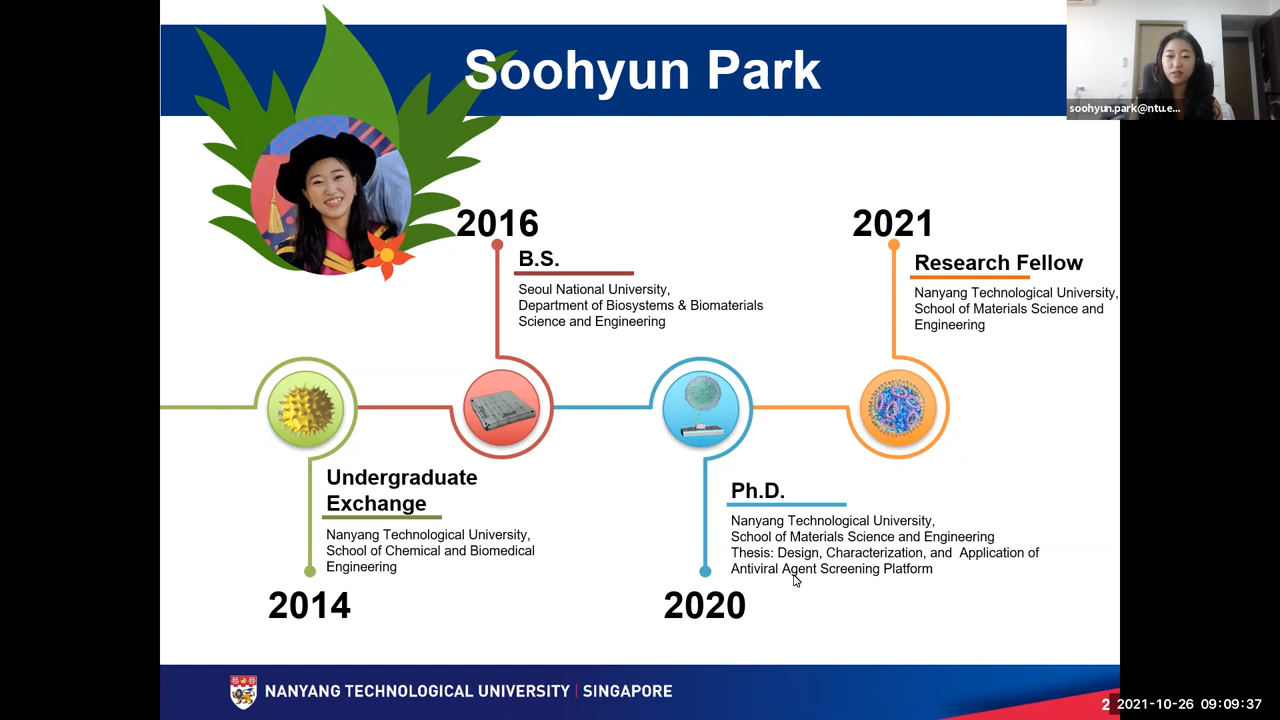 Soohyun Park
soohyun.park@ntu.e...
2016
B.S.
Seoul National University,
Department of Biosystems & Biomaterials
Science and Engineering
2021
Research Fellow
Nanyang Technological University,
School of Materials Science and
Engineering
Undergraduate
Exchange
Nanyang Technological University,
School of Chemical and Biomedical
Engineering
2014
Ph.D.
Nanyang Technological University,
School of Materials Science and Engineering
Thesis: Design, Characterization, and Application of
Antiviral Agent Screening Platform
2020
NANYANG TECHNOLOGICAL UNIVERSITY | SINGAPORE
2
2021-10-26 09:09:37